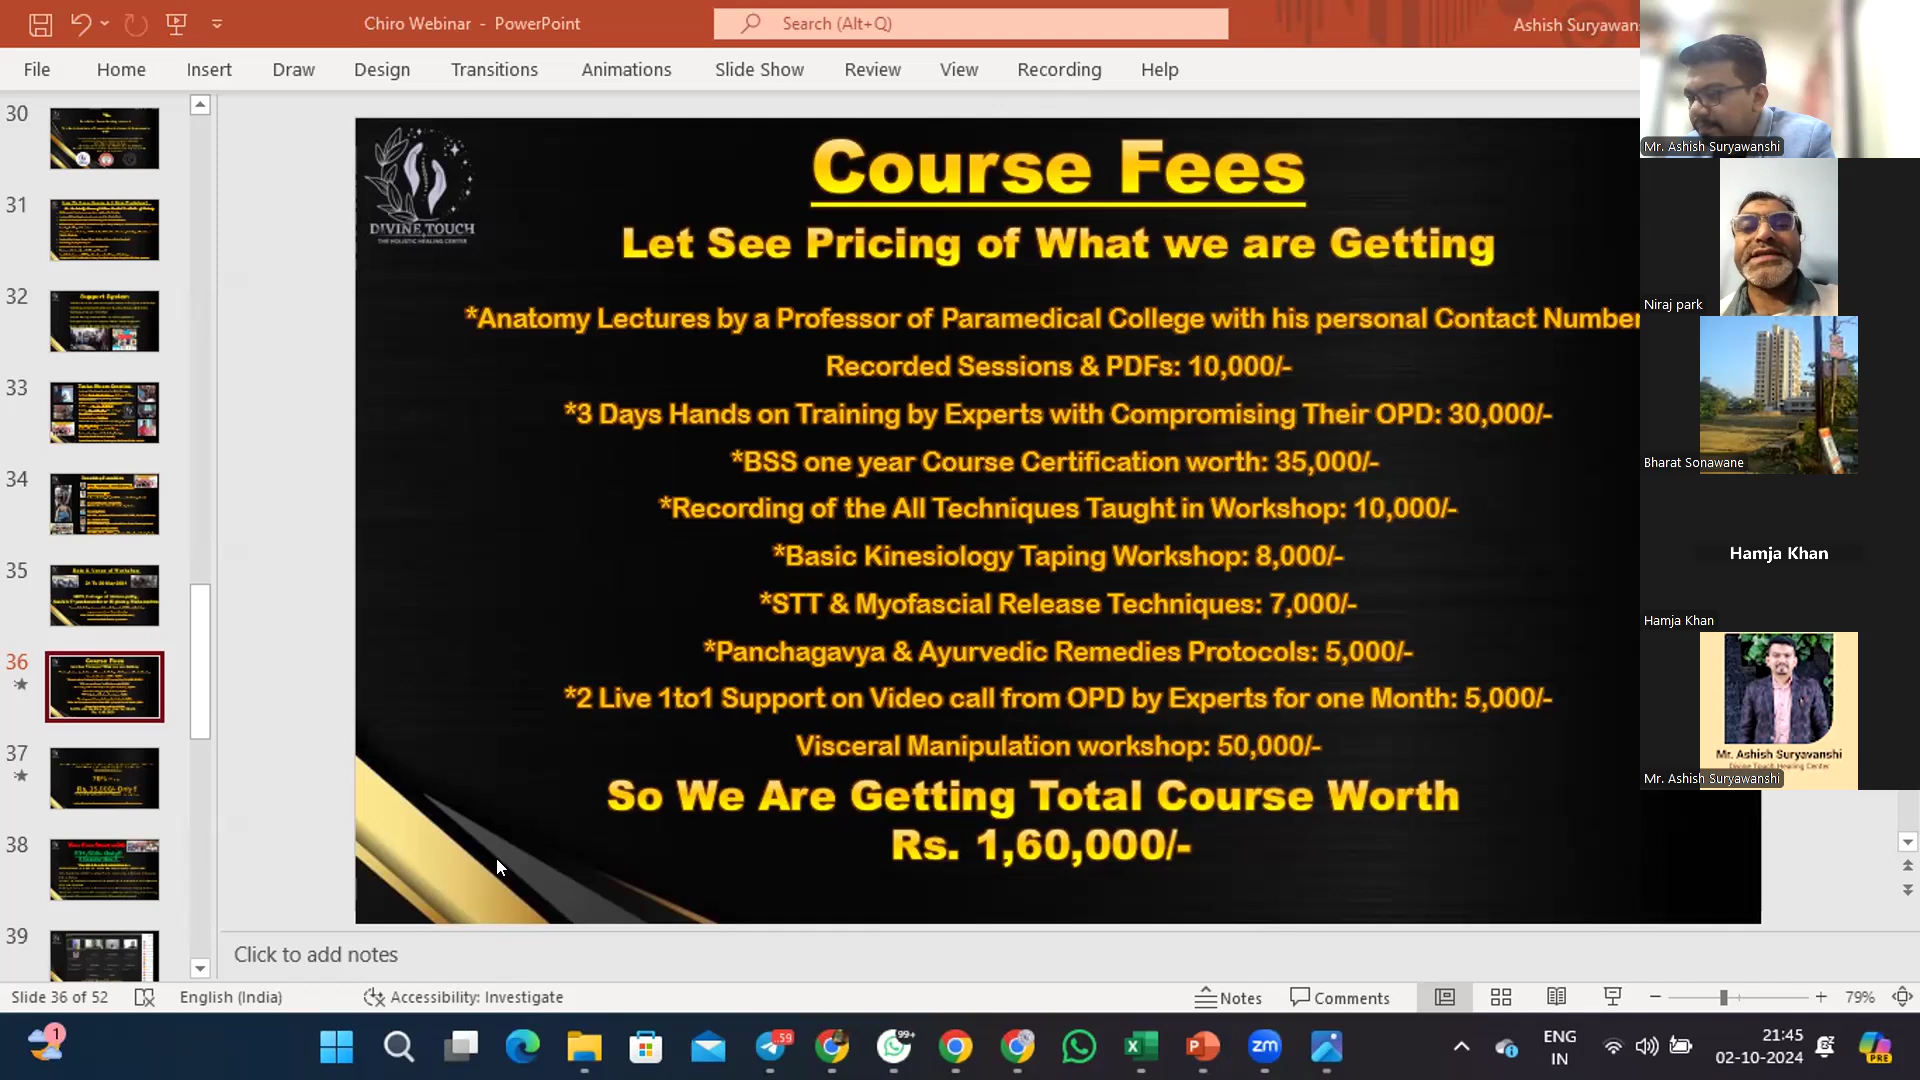 Chiro Webinar - PowerPoint
Search (Alt+Q)
Ashish Suryawan
File Home Insert Draw Design Transitions Animations Slide Show Review View Recording Help
30
31
32
33
34
35
36
37
38
39
DIVINE TOUCH
THE HOLISTIC HEALING CENTER
Course Fees
Let See Pricing of What we are Getting
*Anatomy Lectures by a Professor of Paramedical College with his personal Contact Number
Recorded Sessions & PDFs: 10,000/-
*3 Days Hands on Training by Experts with Compromising Their OPD: 30,000/-
*BSS one year Course Certification worth: 35,000/-
*Recording of the All Techniques Taught in Workshop: 10,000/-
*Basic Kinesiology Taping Workshop: 8,000/-
*STT & Myofascial Release Techniques: 7,000/-
*Panchagavya & Ayurvedic Remedies Protocols: 5,000/-
*2 Live 1to1 Support on Video call from OPD by Experts for one Month: 5,000/-
Visceral Manipulation workshop: 50,000/-
So We Are Getting Total Course Worth
Rs. 1,60,000/-
Mr. Ashish Suryawanshi
Niraj park
Bharat Sonawane
Hamja Khan
Hamja Khan
Mr. Ashish Suryavanshi
Mr. Ashish Suryawanshi
Click to add notes
Slide 36 of 52 English (India) Accessibility: Investigate Notes Comments 79%
1
59
99+
zm
ENG
IN
21:45
02-10-2024
PRE